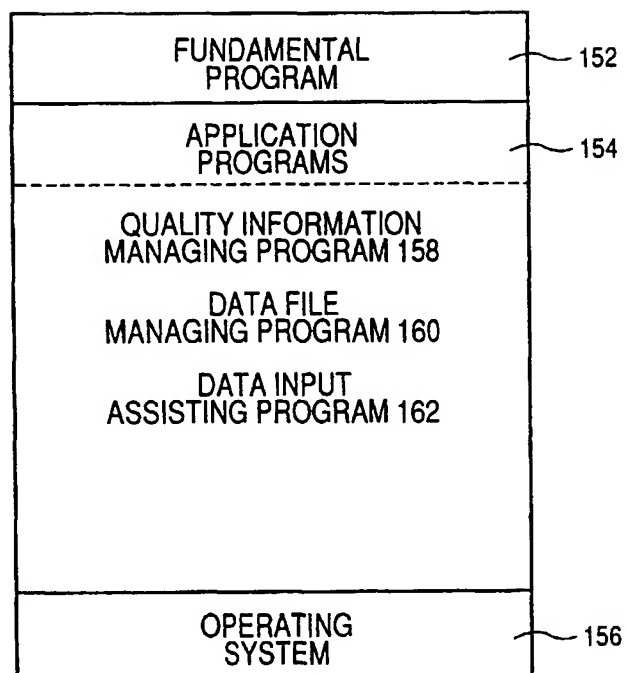 FUNDAMENTAL
PROGRAM
152
APPLICATION
PROGRAMS
154
QUALITY INFORMATION
MANAGING PROGRAM 158
DATA FILE
MANAGING PROGRAM 160
DATA INPUT
ASSISTING PROGRAM 162
OPERATING
SYSTEM
156